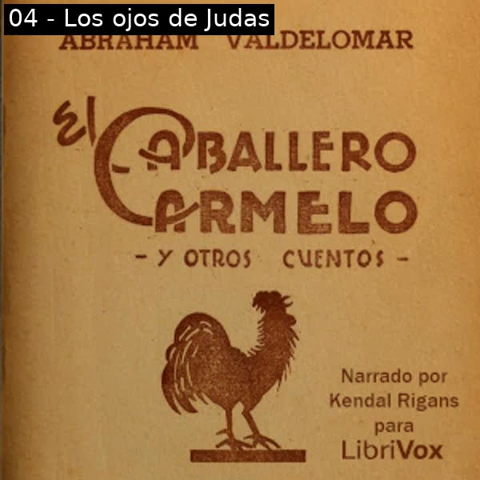 04 - Los ojos de Judas
ABRAHAM VALDELOMAR
El CABALLERO
CARMELO
- Y OTROS CUENTOS -
Narrado por
Kendal Rigans
para
LibriVox